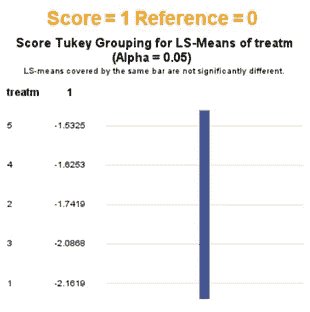 Score = 1 Reference = 0
Score Tukey Grouping for LS-Means of treatm
(Alpha = 0.05)
LS-means covered by the same bar are not significantly different.
treatm 1
5 -1.5325
4 -1.6253
2 -1.7419
3 -2.0868
1 -2.1619